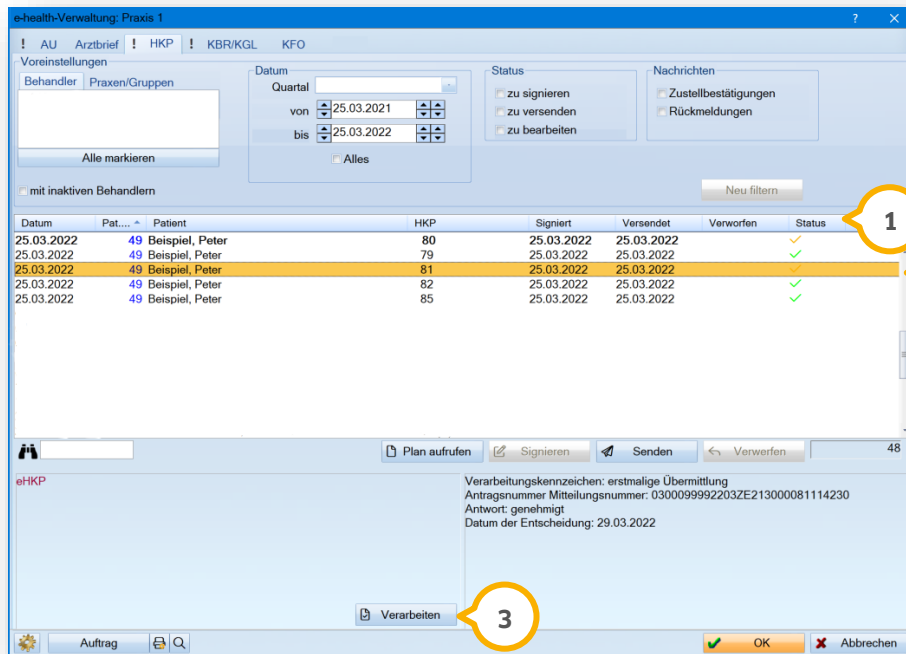 e-health-Verwaltung: Praxis 1 ? ×
! AU Arztbrief ! HKP ! KBR/KGL KFO
Voreinstellungen
Behandler Praxen/Gruppen
Alle markieren
mit inaktiven Behandlern
Datum
Quartal
von 25.03.2021
bis 25.03.2022
Alles
Status
zu signieren
zu versenden
zu bearbeiten
Nachrichten
Zustellbestätigungen
Rückmeldungen
Neu filtern
1
Datum Pat.... Patient HKP Signiert Versendet Verworfen Status
25.03.2022 49 Beispiel, Peter 80 25.03.2022 25.03.2022
25.03.2022 49 Beispiel, Peter 79 25.03.2022 25.03.2022
25.03.2022 49 Beispiel, Peter 81 25.03.2022 25.03.2022
25.03.2022 49 Beispiel, Peter 82 25.03.2022 25.03.2022
25.03.2022 49 Beispiel, Peter 85 25.03.2022 25.03.2022
Plan aufrufen Signieren Senden Verwerfen 48
eHKP
Verarbeitungskennzeichen: erstmalige Übermittlung
Antragsnummer Mitteilungsnummer: 0300099992203ZE213000081114230
Antwort: genehmigt
Datum der Entscheidung: 29.03.2022
Verarbeiten
3
Auftrag OK Abbrechen